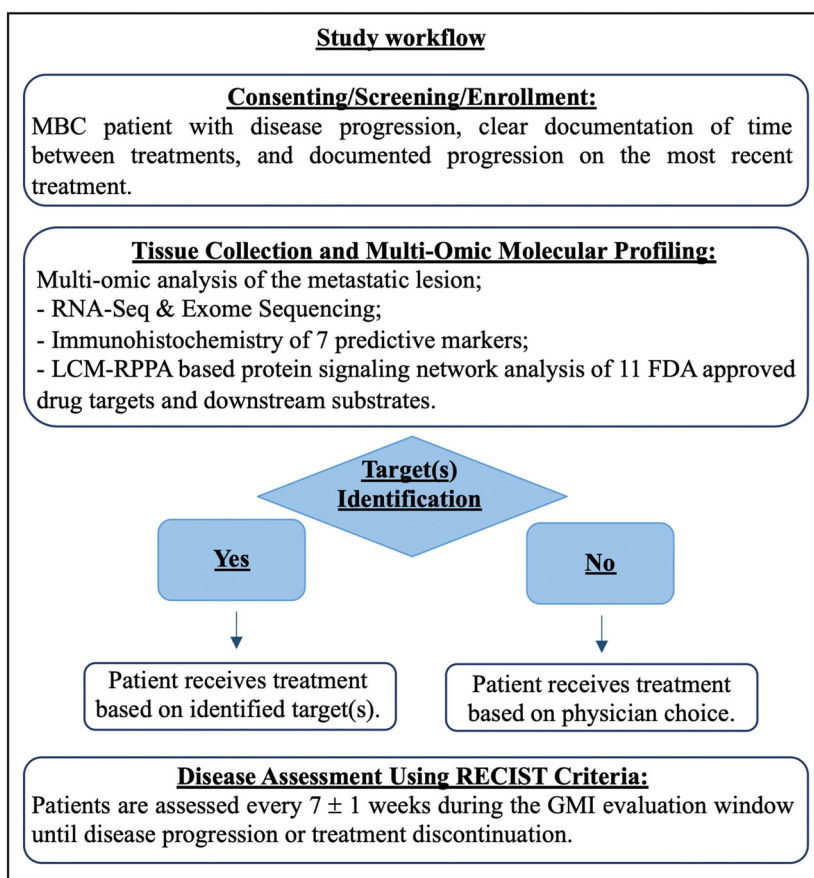 Study workflow
Consenting/Screening/Enrollment:
MBC patient with disease progression, clear documentation of time
between treatments, and documented progression on the most recent
treatment.
Tissue Collection and Multi-Omic Molecular Profiling:
Multi-omic analysis of the metastatic lesion;
- RNA-Seq & Exome Sequencing;
- Immunohistochemistry of 7 predictive markers;
- LCM-RPPA based protein signaling network analysis of 11 FDA approved
drug targets and downstream substrates.
Target(s)
Identification
Yes
No
Patient receives treatment
based on identified target(s).
Patient receives treatment
based on physician choice.
Disease Assessment Using RECIST Criteria:
Patients are assessed every 7 ± 1 weeks during the GMI evaluation window
until disease progression or treatment discontinuation.